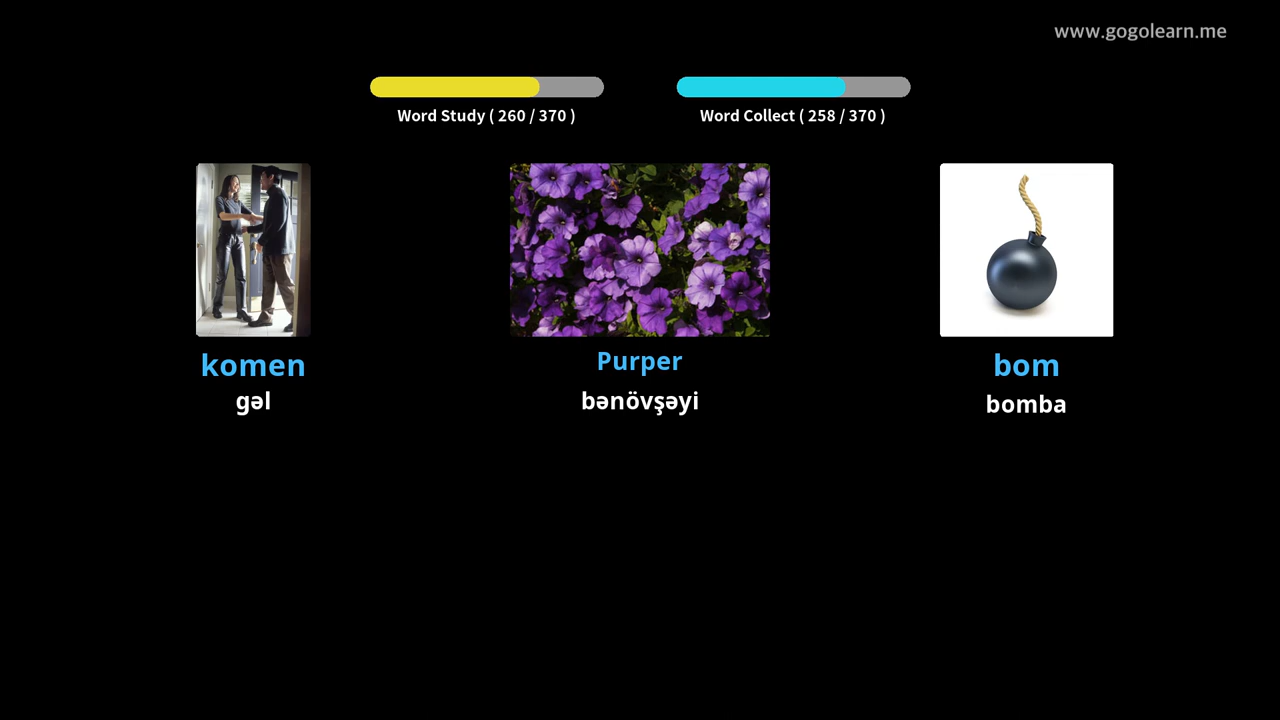 www.gogolearn.me
Word Study ( 260 / 370 )
Word Collect ( 258 / 370 )
komen
gəl
Purper
bənövşəyi
bom
bomba